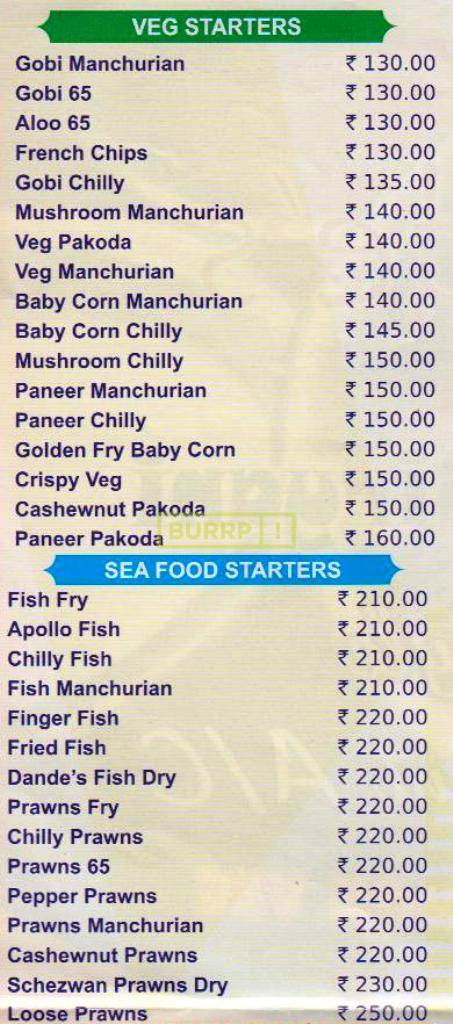 VEG STARTERS
Gobi Manchurian ₹ 130.00
Gobi 65 ₹ 130.00
Aloo 65 ₹ 130.00
French Chips ₹ 130.00
Gobi Chilly ₹ 135.00
Mushroom Manchurian ₹ 140.00
Veg Pakoda ₹ 140.00
Veg Manchurian ₹ 140.00
Baby Corn Manchurian ₹ 140.00
Baby Corn Chilly ₹ 145.00
Mushroom Chilly ₹ 150.00
Paneer Manchurian ₹ 150.00
Paneer Chilly ₹ 150.00
Golden Fry Baby Corn ₹ 150.00
Crispy Veg ₹ 150.00
Cashewnut Pakoda ₹ 150.00
BURRP!
Paneer Pakoda ₹ 160.00
SEA FOOD STARTERS
Fish Fry ₹ 210.00
Apollo Fish ₹ 210.00
Chilly Fish ₹ 210.00
Fish Manchurian ₹ 210.00
Finger Fish ₹ 220.00
Fried Fish ₹ 220.00
Dande's Fish Dry ₹ 220.00
Prawns Fry ₹ 220.00
Chilly Prawns ₹ 220.00
Prawns 65 ₹ 220.00
Pepper Prawns ₹ 220.00
Prawns Manchurian ₹ 220.00
Cashewnut Prawns ₹ 220.00
Schezwan Prawns Dry ₹ 230.00
Loose Prawns ₹ 250.00